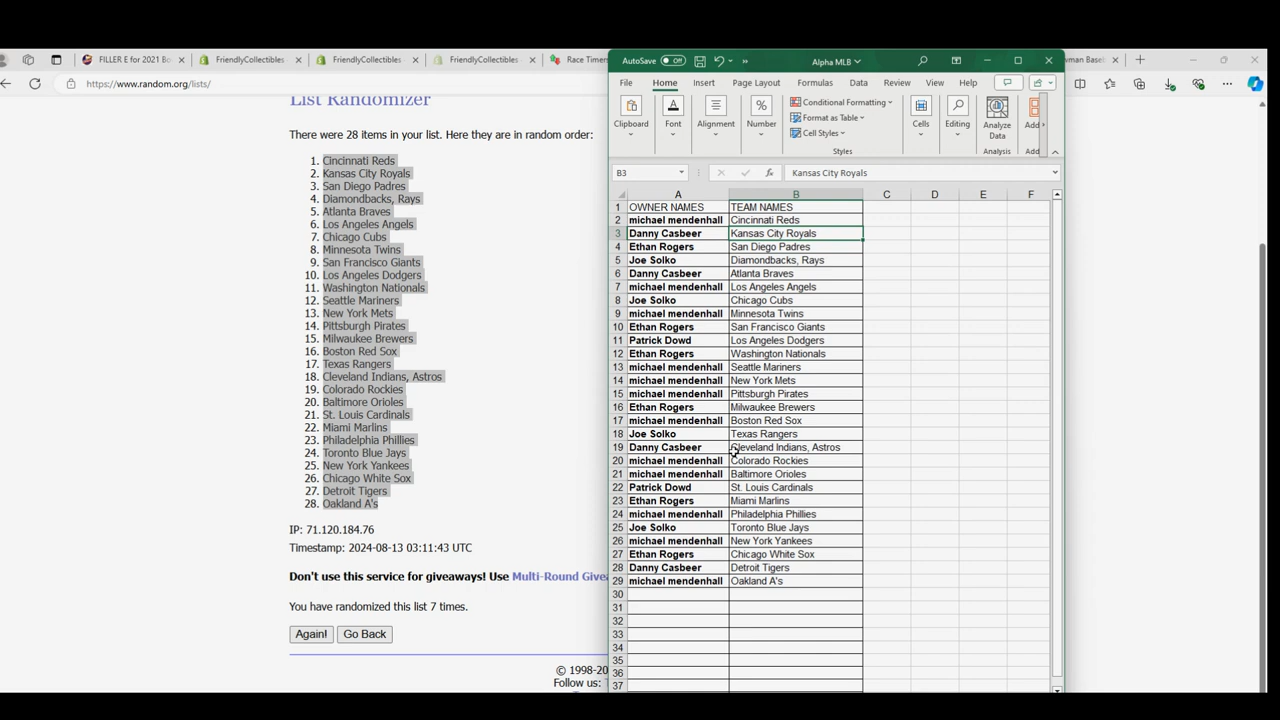 FILLER E for 2021 Bo
FriendlyCollectibles
FriendlyCollectibles
FriendlyCollectibles
Race Timers
wman Baseb
https://www.random.org/lists/
List Randomizer
There were 28 items in your list. Here they are in random order:
1. Cincinnati Reds
2. Kansas City Royals
3. San Diego Padres
4. Diamondbacks, Rays
5. Atlanta Braves
6. Los Angeles Angels
7. Chicago Cubs
8. Minnesota Twins
9. San Francisco Giants
10. Los Angeles Dodgers
11. Washington Nationals
12. Seattle Mariners
13. New York Mets
14. Pittsburgh Pirates
15. Milwaukee Brewers
16. Boston Red Sox
17. Texas Rangers
18. Cleveland Indians, Astros
19. Colorado Rockies
20. Baltimore Orioles
21. St. Louis Cardinals
22. Miami Marlins
23. Philadelphia Phillies
24. Toronto Blue Jays
25. New York Yankees
26. Chicago White Sox
27. Detroit Tigers
28. Oakland A's
IP: 71.120.184.76
Timestamp: 2024-08-13 03:11:43 UTC
Don't use this service for giveaways! Use Multi-Round Givea
You have randomized this list 7 times.
Again! Go Back
© 1998-20
Follow us:
AutoSave Off Alpha MLB
File Home Insert Page Layout Formulas Data Review View Help
Clipboard Font Alignment Number Conditional Formatting Format as Table Cell Styles Cells Editing Analyze Data Add
Styles Analysis Add
B3 fx Kansas City Royals
A B C D E F
1 OWNER NAMES TEAM NAMES
2 michael mendenhall Cincinnati Reds
3 Danny Casbeer Kansas City Royals
4 Ethan Rogers San Diego Padres
5 Joe Solko Diamondbacks, Rays
6 Danny Casbeer Atlanta Braves
7 michael mendenhall Los Angeles Angels
8 Joe Solko Chicago Cubs
9 michael mendenhall Minnesota Twins
10 Ethan Rogers San Francisco Giants
11 Patrick Dowd Los Angeles Dodgers
12 Ethan Rogers Washington Nationals
13 michael mendenhall Seattle Mariners
14 michael mendenhall New York Mets
15 michael mendenhall Pittsburgh Pirates
16 Ethan Rogers Milwaukee Brewers
17 michael mendenhall Boston Red Sox
18 Joe Solko Texas Rangers
19 Danny Casbeer Cleveland Indians, Astros
20 michael mendenhall Colorado Rockies
21 michael mendenhall Baltimore Orioles
22 Patrick Dowd St. Louis Cardinals
23 Ethan Rogers Miami Marlins
24 michael mendenhall Philadelphia Phillies
25 Joe Solko Toronto Blue Jays
26 michael mendenhall New York Yankees
27 Ethan Rogers Chicago White Sox
28 Danny Casbeer Detroit Tigers
29 michael mendenhall Oakland A's
30
31
32
33
34
35
36
37